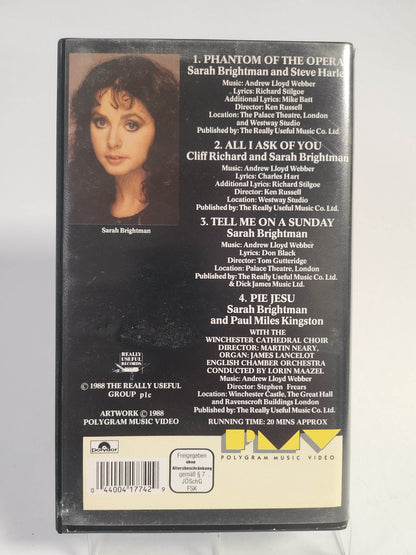 1. PHANTOM OF THE OPERA
Sarah Brightman and Steve Harle
Music: Andrew Lloyd Webber
Lyrics: Richard Stilgoe
Additional Lyrics: Mike Batt
Director: Ken Russell
Location: The Palace Theatre, London
and Westway Studio
Published by: The Really Useful Music Co. Ltd.
2. ALL I ASK OF YOU
Cliff Richard and Sarah Brightman
Music: Andrew Lloyd Webber
Lyrics: Charles Hart
Additional Lyrics: Richard Stilgoe
Director: Ken Russell
Location: Westway Studio
Published by: The Really Useful Music Co. Ltd.
Sarah Brightman
3. TELL ME ON A SUNDAY
Sarah Brightman
Music: Andrew Lloyd Webber
Lyrics: Don Black
Director: Tom Gutteridge
Location: Palace Theatre, London
Published by: The Really Useful Music Co. Ltd.
& Dick James Music Ltd.
4. PIE JESU
Sarah Brightman
and Paul Miles Kingston
WITH THE
WINCHESTER CATHEDRAL CHOIR
DIRECTOR: MARTIN NEARY,
ORGAN: JAMES LANCELOT
ENGLISH CHAMBER ORCHESTRA
CONDUCTED BY LORIN MAAZEL
Music: Andrew Lloyd Webber
Director: Stephen Frears
Location: Winchester Castle, The Great Hall
and Ravenscroft Buildings London
Published by: The Really Useful Music Co. Ltd.
RUNNING TIME: 20 MINS APPROX
REALLY
USEFUL
RECORDS
© 1988 THE REALLY USEFUL
GROUP plc
ARTWORK © 1988
POLYGRAM MUSIC VIDEO
PMV
POLYGRAM MUSIC VIDEO
polydor
Freigegeben
ohne
Altersbeschränkung
gemäß § 7
JÖSchG
FSK
0 44004 17742 9